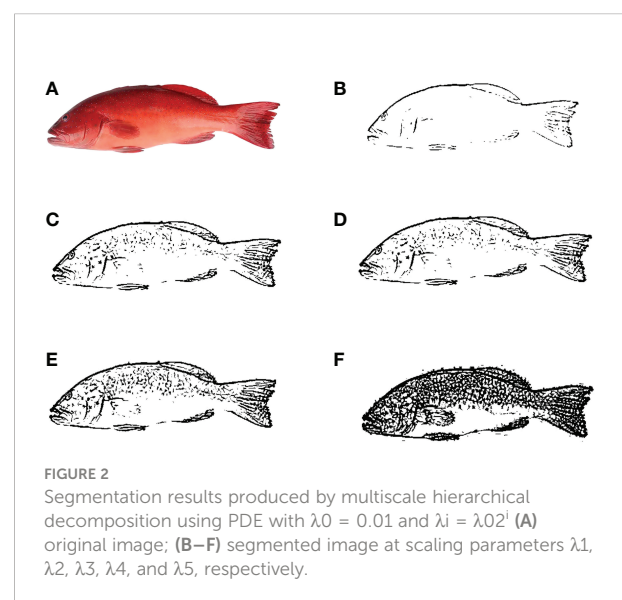 A
B
C
D
E
F
FIGURE 2
Segmentation results produced by multiscale hierarchical
decomposition using PDE with λ0 = 0.01 and λi = λ02ⁱ (A)
original image; (B–F) segmented image at scaling parameters λ1,
λ2, λ3, λ4, and λ5, respectively.